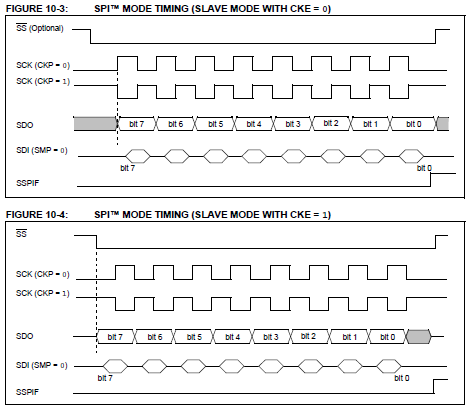 FIGURE 10-3: SPI™ MODE TIMING (SLAVE MODE WITH CKE = 0)
SS (Optional)
SCK (CKP = 0)
SCK (CKP = 1)
SDO bit 7 bit 6 bit 5 bit 4 bit 3 bit 2 bit 1 bit 0
SDI (SMP = 0)
bit 7 bit 0
SSPIF
FIGURE 10-4: SPI™ MODE TIMING (SLAVE MODE WITH CKE = 1)
SS
SCK (CKP = 0)
SCK (CKP = 1)
SDO bit 7 bit 6 bit 5 bit 4 bit 3 bit 2 bit 1 bit 0
SDI (SMP = 0)
bit 7 bit 0
SSPIF